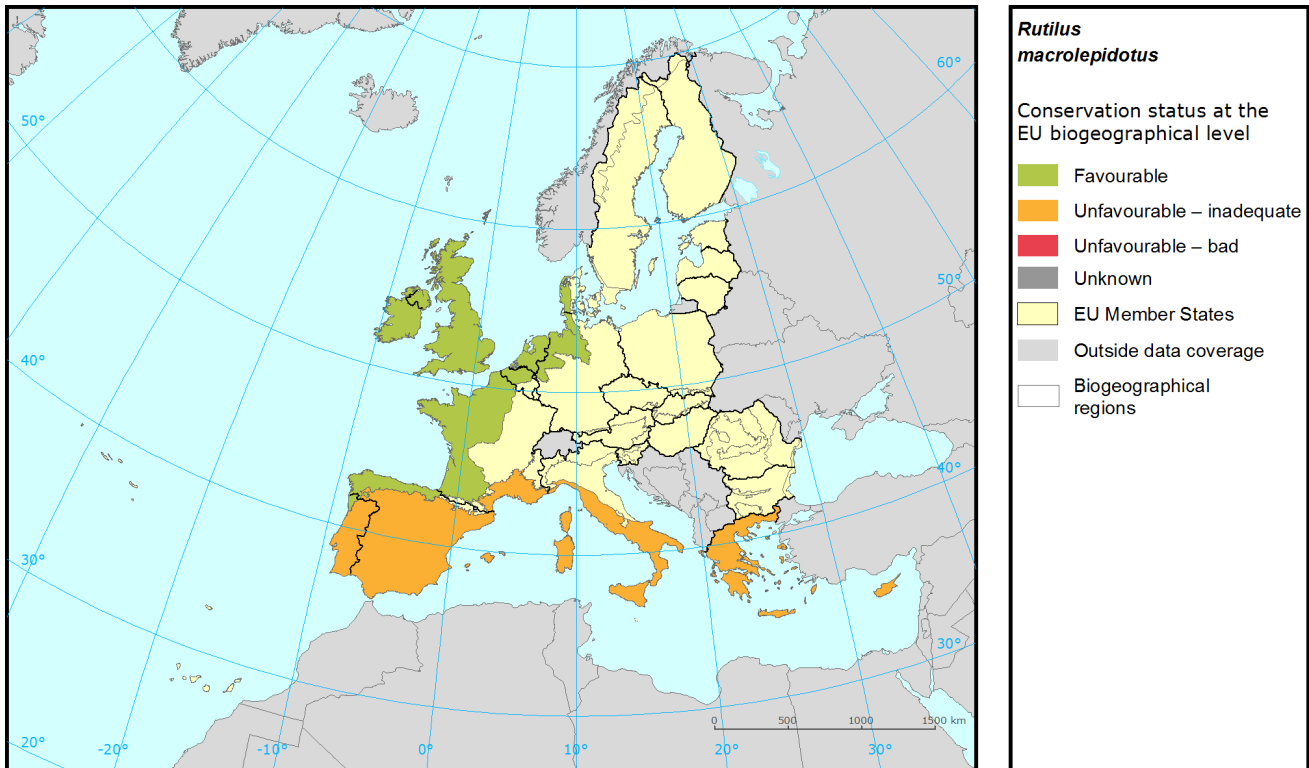 Rutilus
macrolepidotus
Conservation status at the
EU biogeographical level
Favourable
Unfavourable – inadequate
Unfavourable – bad
Unknown
EU Member States
Outside data coverage
Biogeographical
regions
60°
50°
50°
40°
40°
30°
30°
20°
-20°
-10°
0°
10°
20°
30°
0 500 1000 1500 km